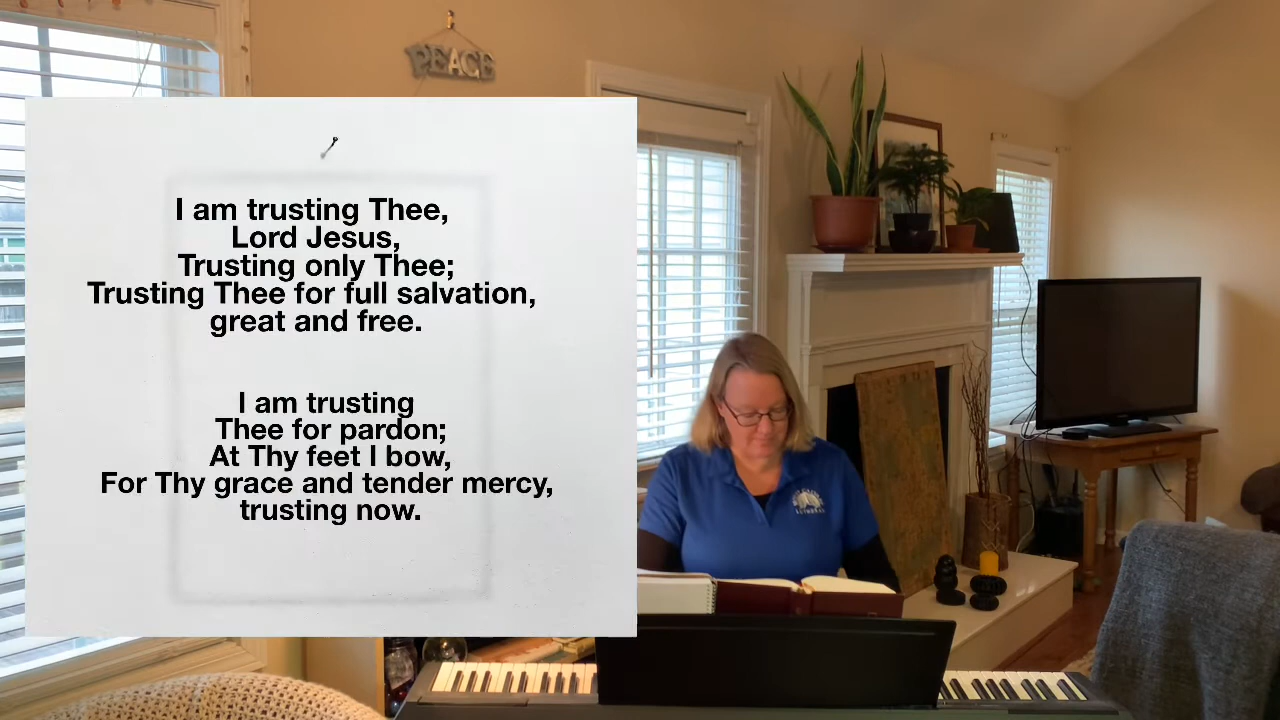 PEACE
I am trusting Thee,
Lord Jesus,
Trusting only Thee;
Trusting Thee for full salvation,
great and free.
I am trusting
Thee for pardon;
At Thy feet I bow,
For Thy grace and tender mercy,
trusting now.